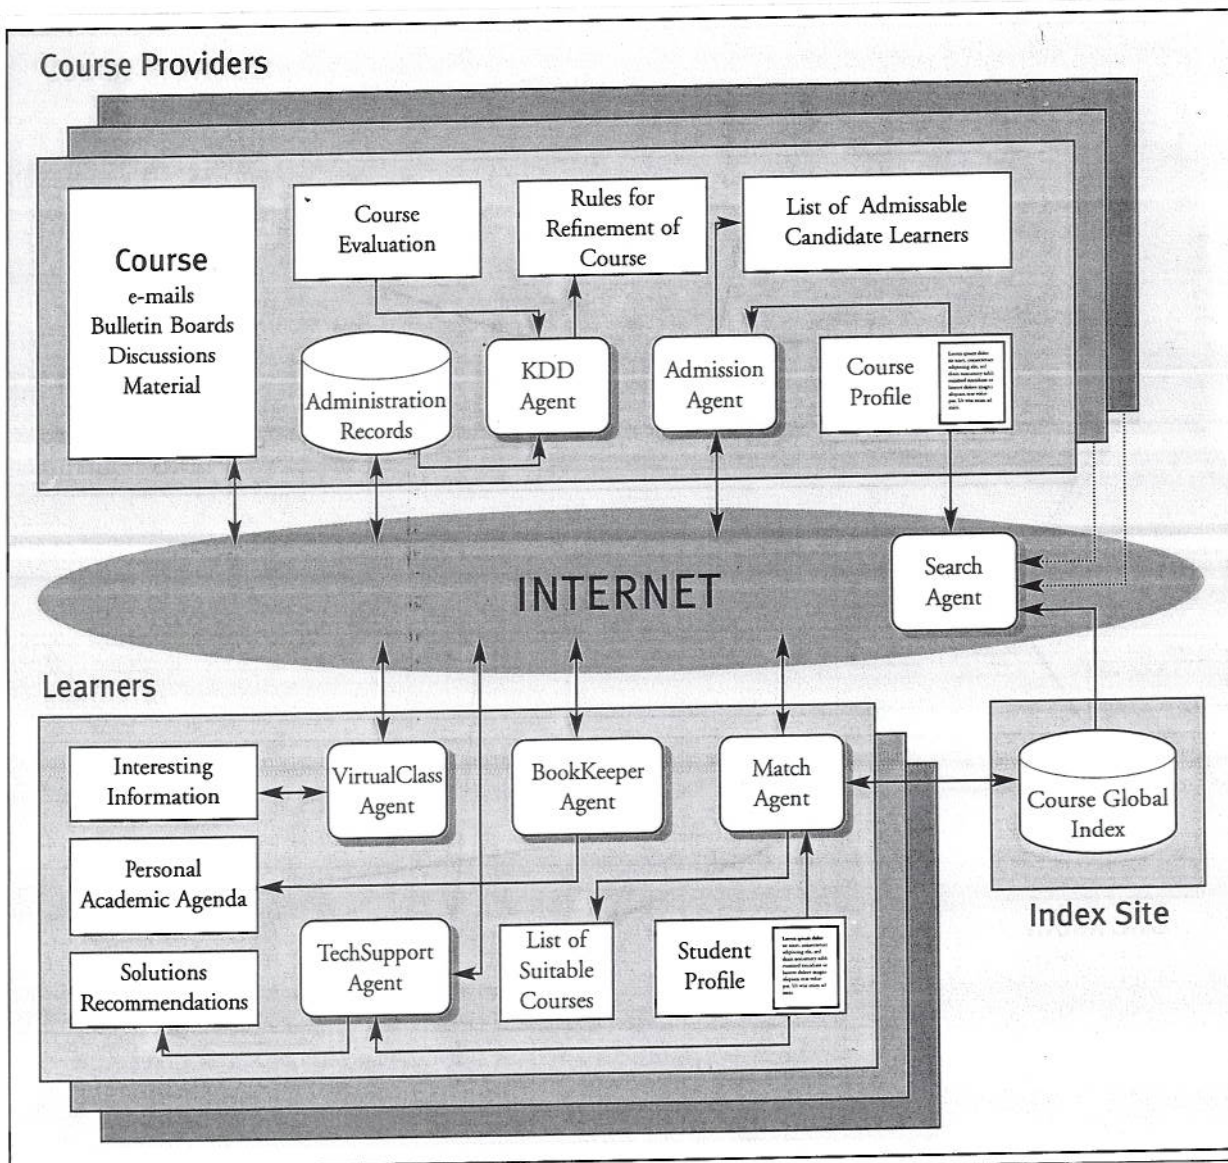 Course Providers
Course
e-mails
Bulletin Boards
Discussions
Material
Course
Evaluation
Rules for
Refinement of
Course
List of Admissable
Candidate Learners
Administration
Records
KDD
Agent
Admission
Agent
Course
Profile
INTERNET
Search
Agent
Learners
Interesting
Information
VirtualClass
Agent
BookKeeper
Agent
Match
Agent
Course Global
Index
Index Site
Personal
Academic Agenda
Solutions
Recommendations
TechSupport
Agent
List of
Suitable
Courses
Student
Profile